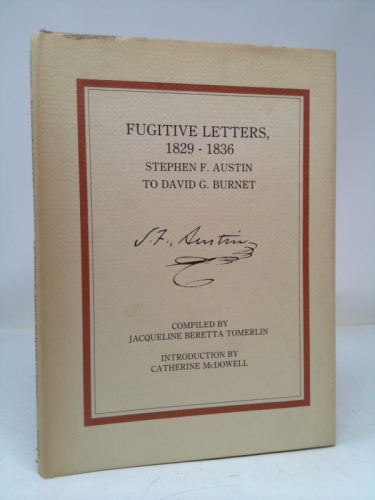 FUGITIVE LETTERS,
1829 - 1836
STEPHEN F. AUSTIN
TO DAVID G. BURNET
S. F. Austin
COMPILED BY
JACQUELINE BERETTA TOMERLIN
INTRODUCTION BY
CATHERINE McDOWELL